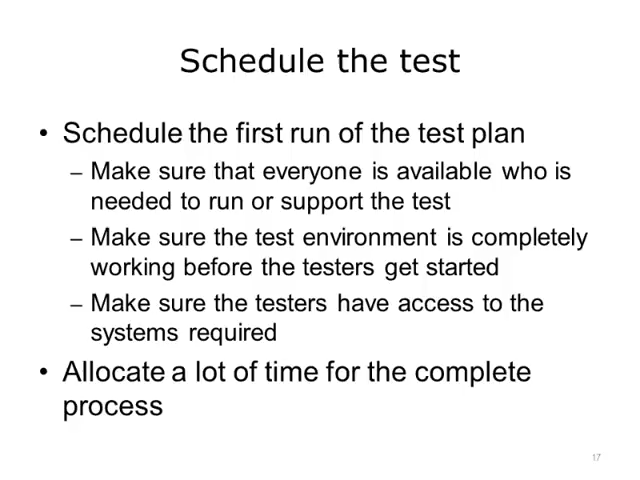 Schedule the test
• Schedule the first run of the test plan
– Make sure that everyone is available who is
needed to run or support the test
– Make sure the test environment is completely
working before the testers get started
– Make sure the testers have access to the
systems required
• Allocate a lot of time for the complete
process
17